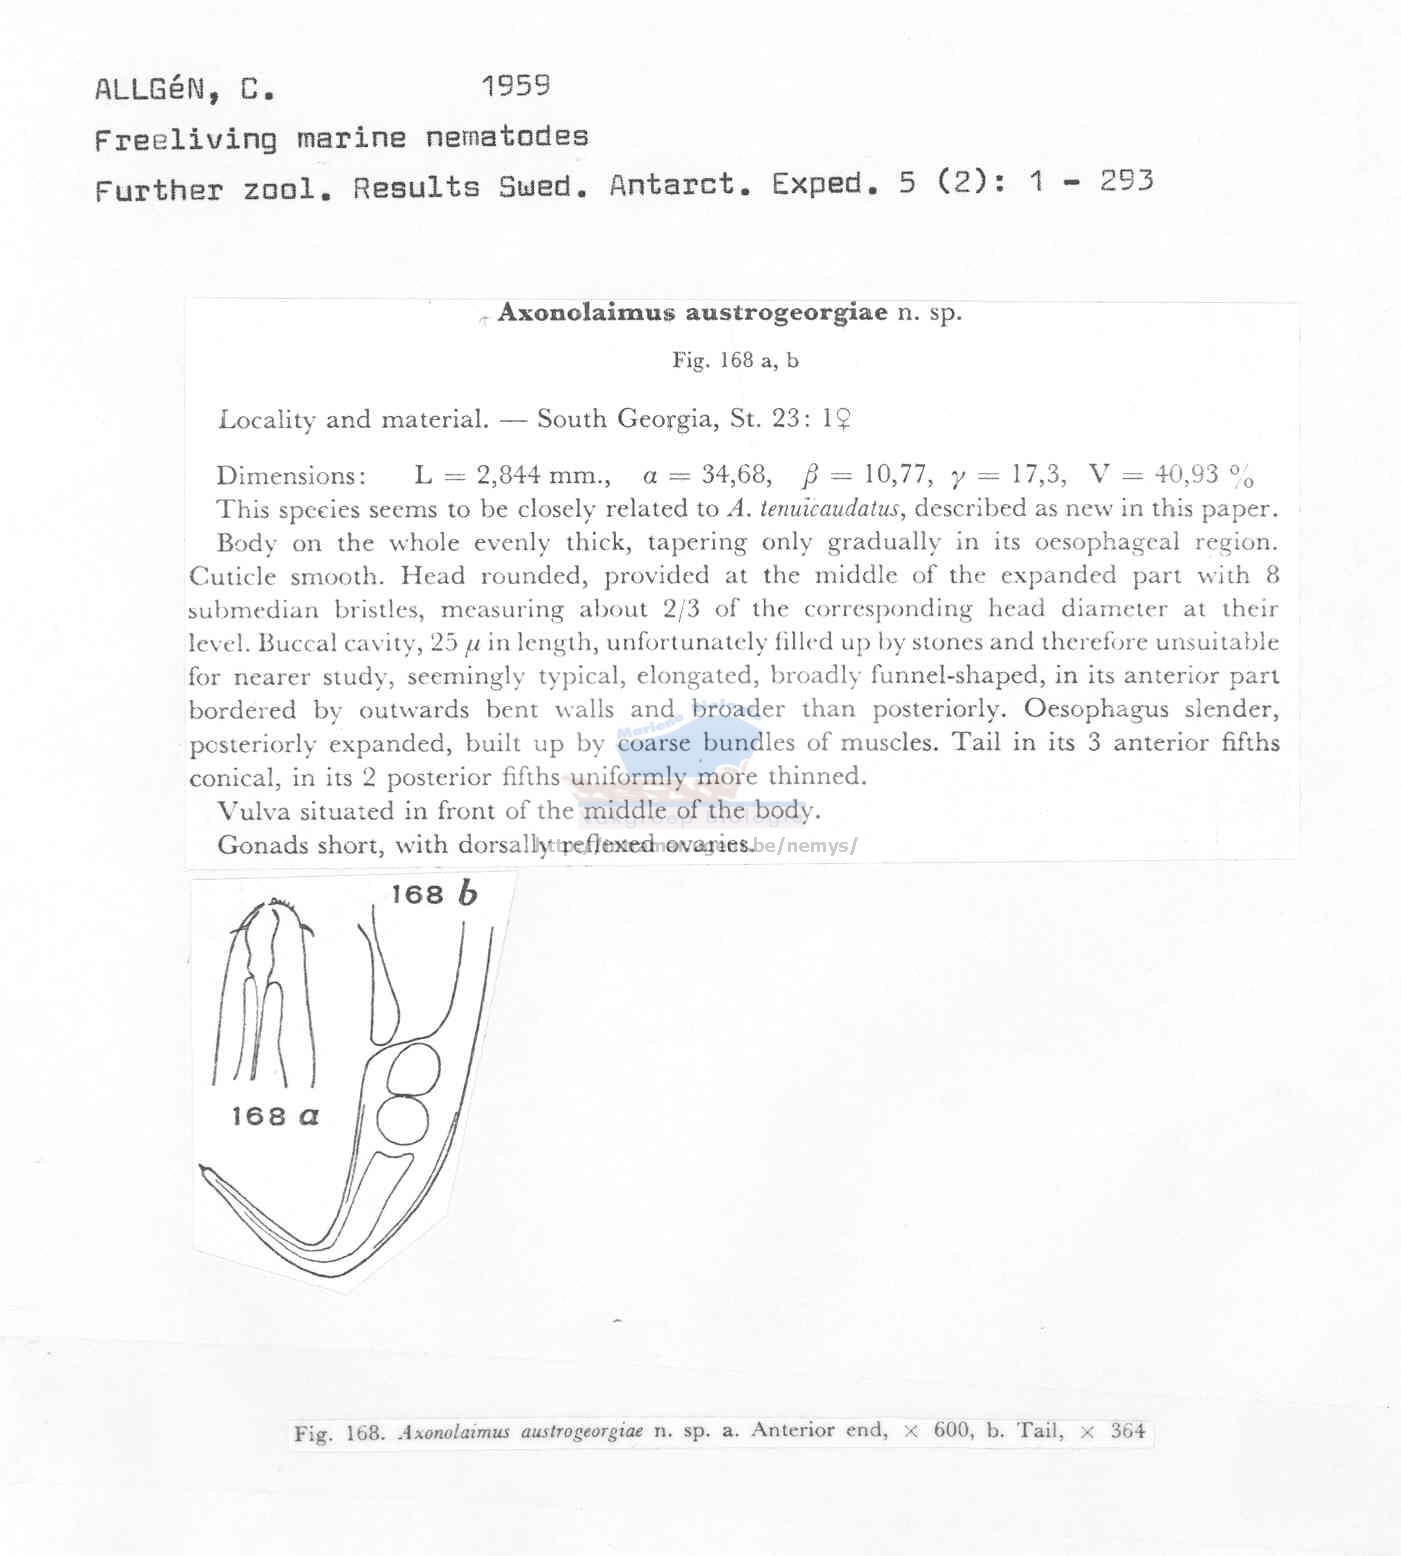 ALLGéN, C. 1959
Freeliving marine nematodes
Further zool. Results Swed. Antarct. Exped. 5 (2): 1 - 293
Axonolaimus austrogeorgiae n. sp.
Fig. 168 a, b
Locality and material. — South Georgia, St. 23: 1♀
Dimensions: L = 2,844 mm., α = 34,68, β = 10,77, γ = 17,3, V = 40,93 %
This species seems to be closely related to A. tenuicaudatus, described as new in this paper.
Body on the whole evenly thick, tapering only gradually in its oesophageal region.
Cuticle smooth. Head rounded, provided at the middle of the expanded part with 8
submedian bristles, measuring about 2/3 of the corresponding head diameter at their
level. Buccal cavity, 25 μ in length, unfortunately filled up by stones and therefore unsuitable
for nearer study, seemingly typical, elongated, broadly funnel-shaped, in its anterior part
bordered by outwards bent walls and broader than posteriorly. Oesophagus slender,
Marine Biology
posteriorly expanded, built up by coarse bundles of muscles. Tail in its 3 anterior fifths
conical, in its 2 posterior fifths uniformly more thinned.
Vulva situated in front of the middle of the body.
Vakgroep Biologie
Gonads short, with dorsally reflexed ovaries.
.be/nemys/
168 b
168 a
Fig. 168. Axonolaimus austrogeorgiae n. sp. a. Anterior end, × 600, b. Tail, × 364